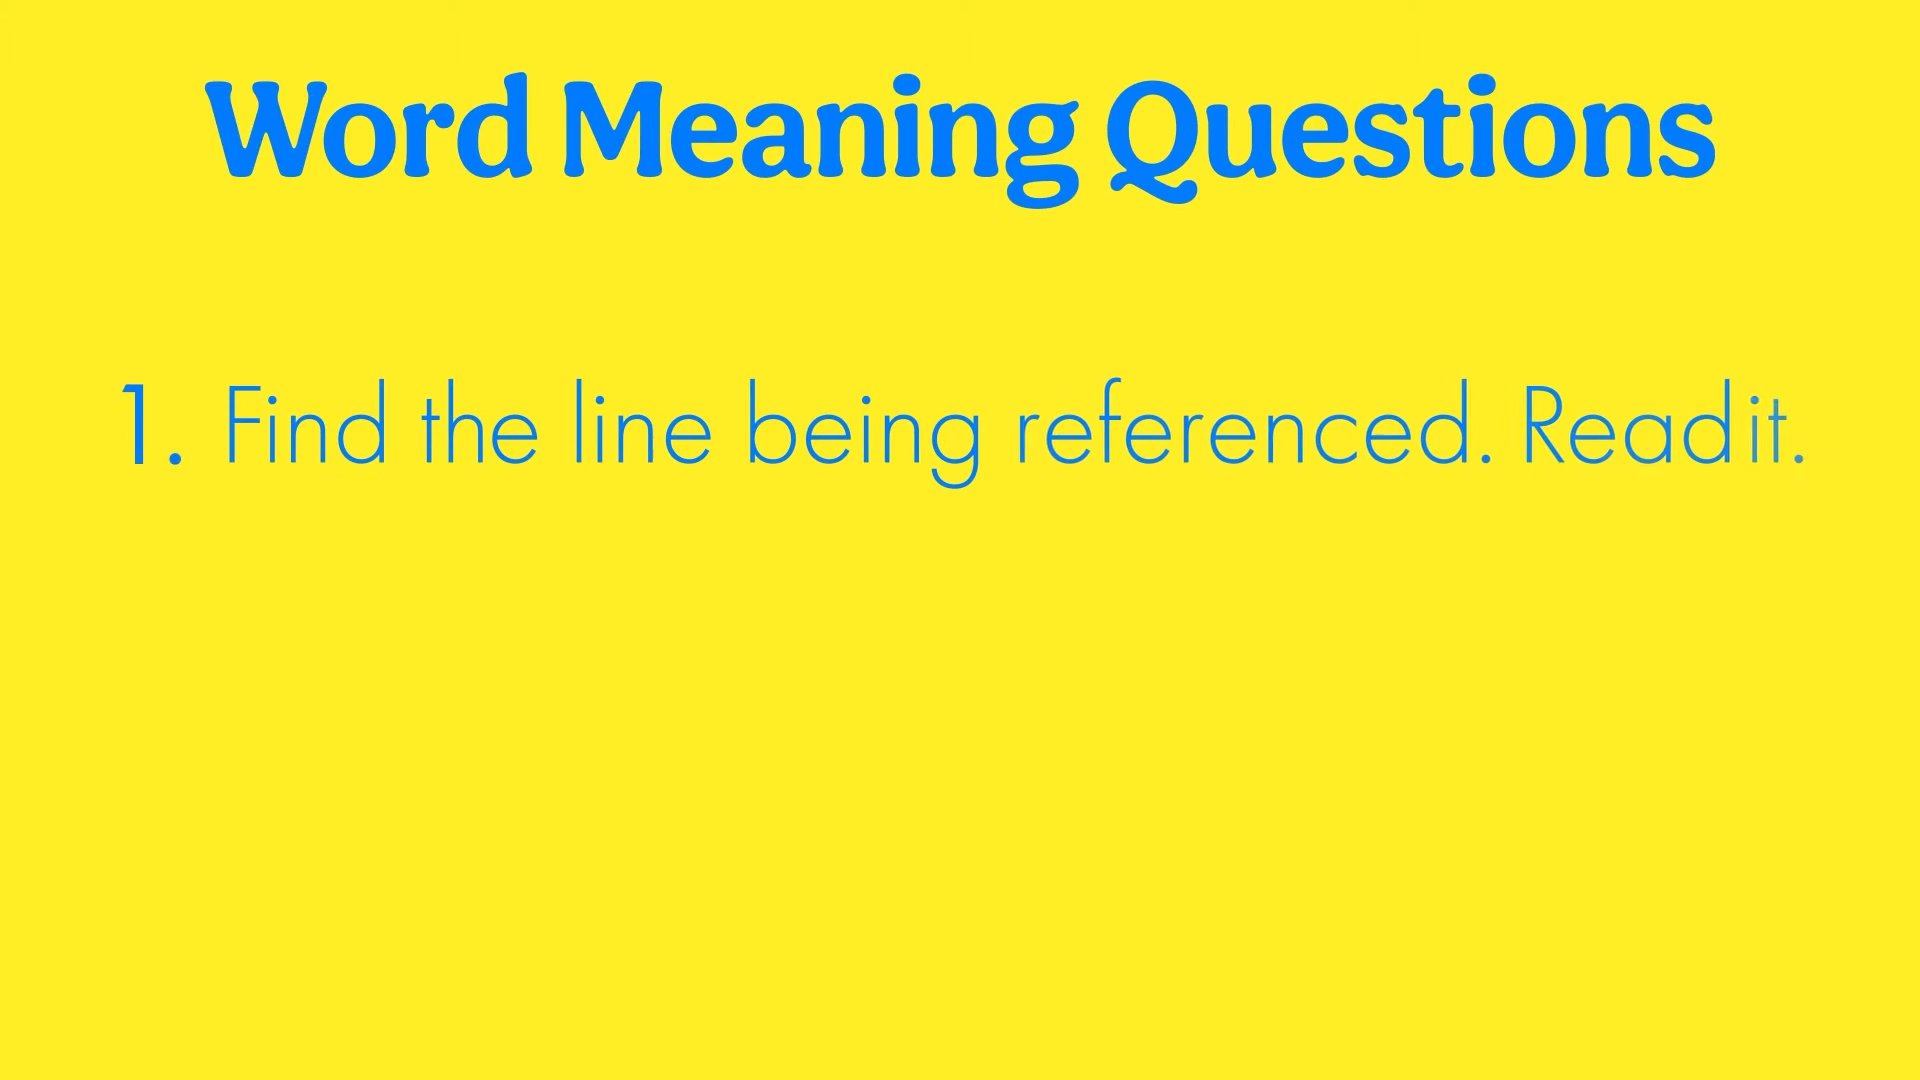 Word Meaning Questions
1. Find the line being referenced. Read it.